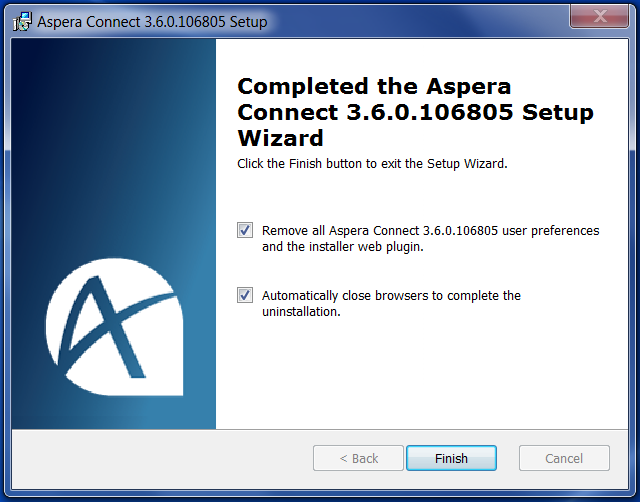 Aspera Connect 3.6.0.106805 Setup
Completed the Aspera
Connect 3.6.0.106805 Setup
Wizard
Click the Finish button to exit the Setup Wizard.
Remove all Aspera Connect 3.6.0.106805 user preferences
and the installer web plugin.
Automatically close browsers to complete the
uninstallation.
< Back
Finish
Cancel